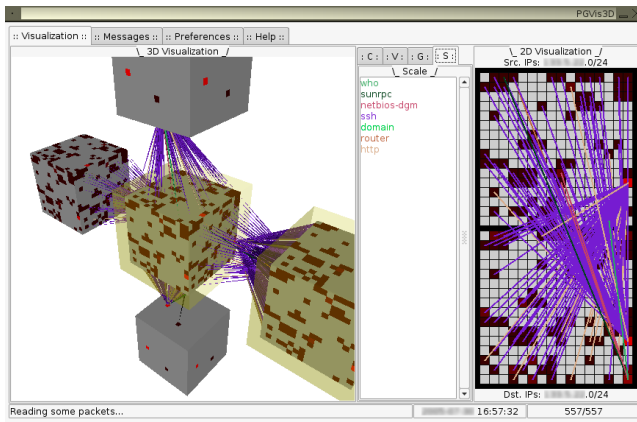 PGVis3D
:: Visualization :: :: Messages :: :: Preferences :: :: Help ::
\_ 3D Visualization _/
: C : : V : : G : : S :
\_ Scale _/
who
sunrpc
netbios-dgm
ssh
domain
router
http
\_ 2D Visualization _/
Src. IPs: .0/24
Dst. IPs: .0/24
Reading some packets...
16:57:32
557/557